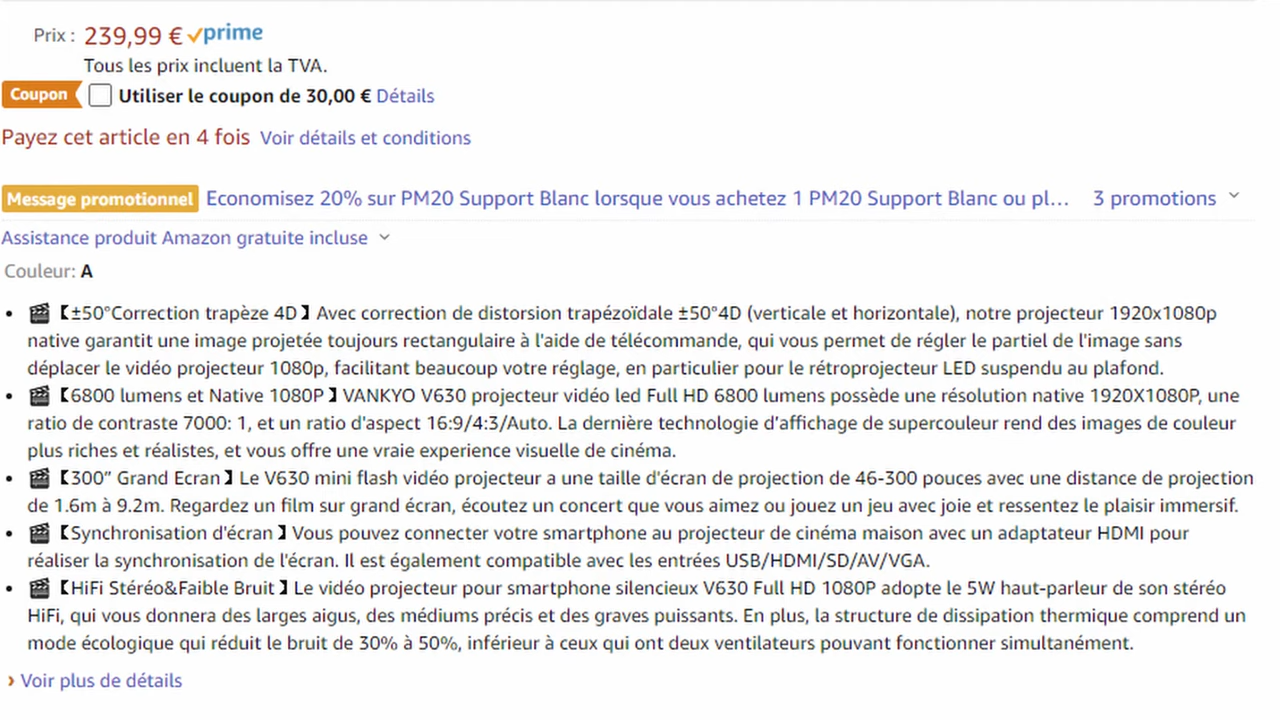 Prix : 239,99 € prime
Tous les prix incluent la TVA.
Coupon Utiliser le coupon de 30,00 € Détails
Payez cet article en 4 fois Voir détails et conditions
Message promotionnel Economisez 20% sur PM20 Support Blanc lorsque vous achetez 1 PM20 Support Blanc ou pl… 3 promotions
Assistance produit Amazon gratuite incluse
Couleur: A
• 🎬【±50°Correction trapèze 4D】Avec correction de distorsion trapézoïdale ±50°4D (verticale et horizontale), notre projecteur 1920x1080p
native garantit une image projetée toujours rectangulaire à l'aide de télécommande, qui vous permet de régler le partiel de l'image sans
déplacer le vidéo projecteur 1080p, facilitant beaucoup votre réglage, en particulier pour le rétroprojecteur LED suspendu au plafond.
• 🎬【6800 lumens et Native 1080P】VANKYO V630 projecteur vidéo led Full HD 6800 lumens possède une résolution native 1920X1080P, une
ratio de contraste 7000: 1, et un ratio d'aspect 16:9/4:3/Auto. La dernière technologie d’affichage de supercouleur rend des images de couleur
plus riches et réalistes, et vous offre une vraie experience visuelle de cinéma.
• 🎬【300” Grand Ecran】Le V630 mini flash vidéo projecteur a une taille d'écran de projection de 46-300 pouces avec une distance de projection
de 1.6m à 9.2m. Regardez un film sur grand écran, écoutez un concert que vous aimez ou jouez un jeu avec joie et ressentez le plaisir immersif.
• 🎬【Synchronisation d'écran】Vous pouvez connecter votre smartphone au projecteur de cinéma maison avec un adaptateur HDMI pour
réaliser la synchronisation de l'écran. Il est également compatible avec les entrées USB/HDMI/SD/AV/VGA.
• 🎬【HiFi Stéréo&Faible Bruit】Le vidéo projecteur pour smartphone silencieux V630 Full HD 1080P adopte le 5W haut-parleur de son stéréo
HiFi, qui vous donnera des larges aigus, des médiums précis et des graves puissants. En plus, la structure de dissipation thermique comprend un
mode écologique qui réduit le bruit de 30% à 50%, inférieur à ceux qui ont deux ventilateurs pouvant fonctionner simultanément.
› Voir plus de détails